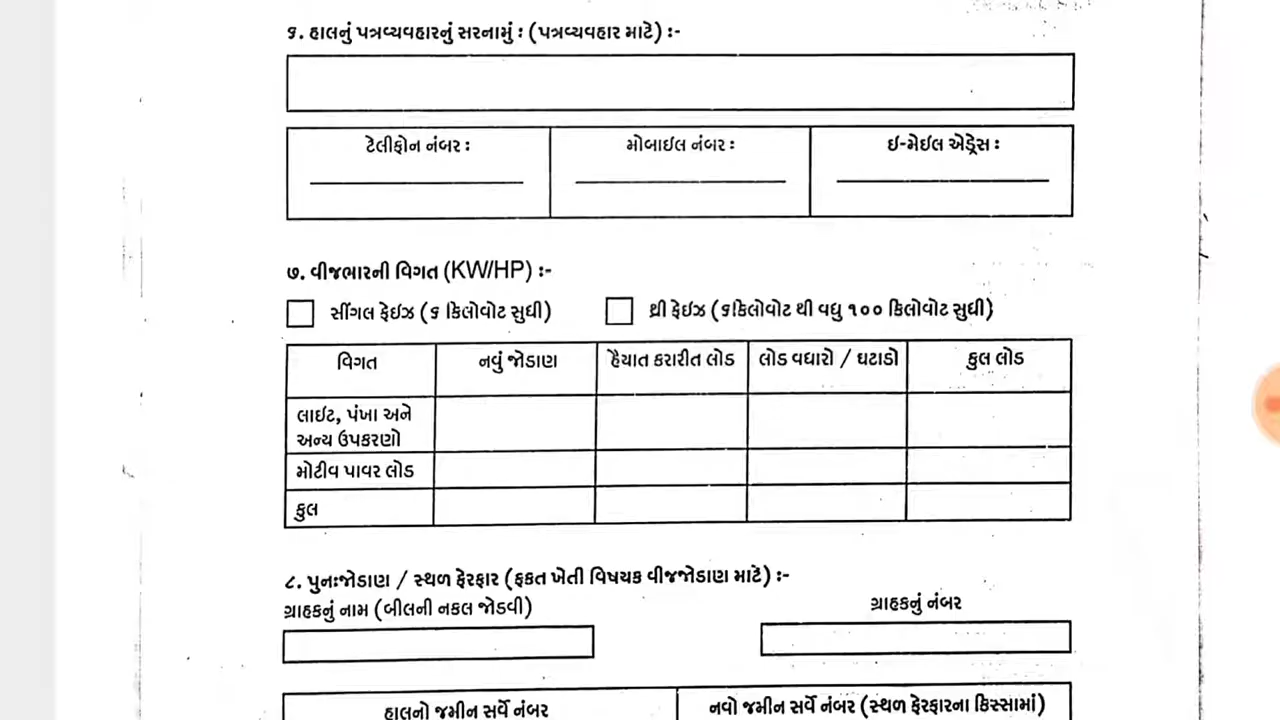 ૬. હાલનું પત્રવ્યવહારનું સરનામું : (પત્રવ્યવહાર માટે) :-
ટેલીફોન નંબર :
મોબાઈલ નંબર :
ઈ-મેઈલ એડ્રેસ :
૭. વીજભારની વિગત (KW/HP) :-
સીંગલ ફેઈઝ (૬ કિલોવોટ સુધી)
થ્રી ફેઈઝ (૬કિલોવોટ થી વધુ ૧૦૦ કિલોવોટ સુધી)
વિગત નવું જોડાણ હૈયાત કરારીત લોડ લોડ વધારો / ઘટાડો કુલ લોડ
લાઈટ, પંખા અને
અન્ય ઉપકરણો
મોટીવ પાવર લોડ
કુલ
૮. પુનઃજોડાણ / સ્થળ ફેરફાર (ફકત ખેતી વિષયક વીજજોડાણ માટે) :-
ગ્રાહકનું નામ (બીલની નકલ જોડવી)
ગ્રાહકનું નંબર
હાલનો જમીન સર્વે નંબર
નવો જમીન સર્વે નંબર (સ્થળ ફેરફારના કિસ્સામાં)